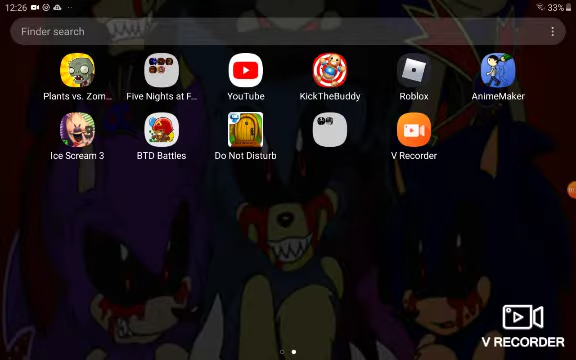 12:26
33%
Finder search
Plants vs. Zom...
Five Nights at F...
YouTube
KickTheBuddy
Roblox
AnimeMaker
Ice Scream 3
BTD Battles
Do Not Disturb
V Recorder
V RECORDER